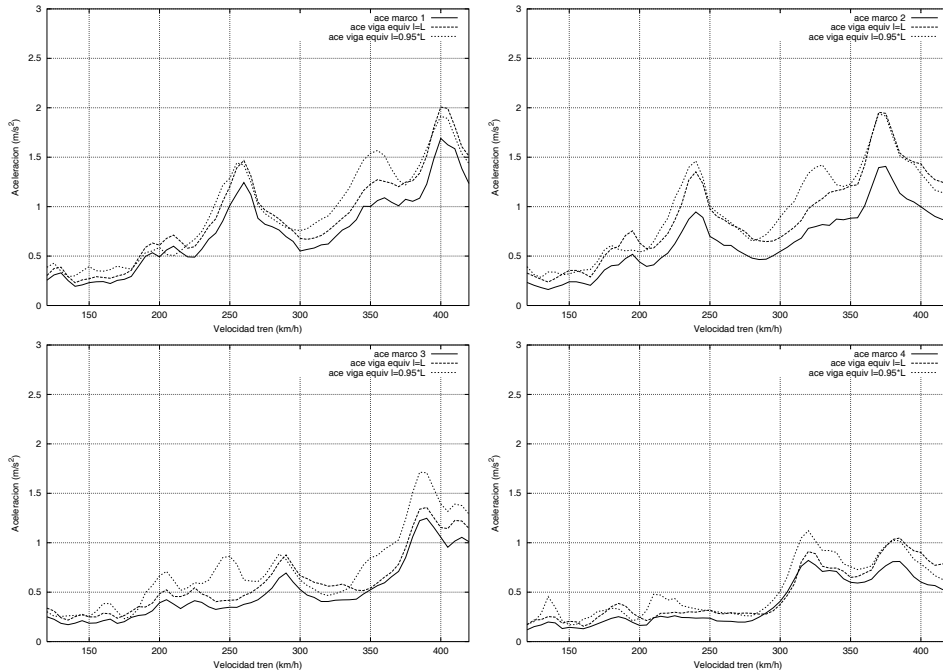 ace marco 1
ace viga equiv l=L
ace viga equiv l=0.95*L
Aceleracion (m/s²)
3
2.5
2
1.5
1
0.5
0
150 200 250 300 350 400
Velocidad tren (km/h)
ace marco 2
ace viga equiv l=L
ace viga equiv l=0.95*L
Aceleracion (m/s²)
3
2.5
2
1.5
1
0.5
0
150 200 250 300 350 400
Velocidad tren (km/h)
ace marco 3
ace viga equiv l=L
ace viga equiv l=0.95*L
Aceleracion (m/s²)
3
2.5
2
1.5
1
0.5
0
150 200 250 300 350 400
Velocidad tren (km/h)
ace marco 4
ace viga equiv l=L
ace viga equiv l=0.95*L
Aceleracion (m/s²)
3
2.5
2
1.5
1
0.5
0
150 200 250 300 350 400
Velocidad tren (km/h)